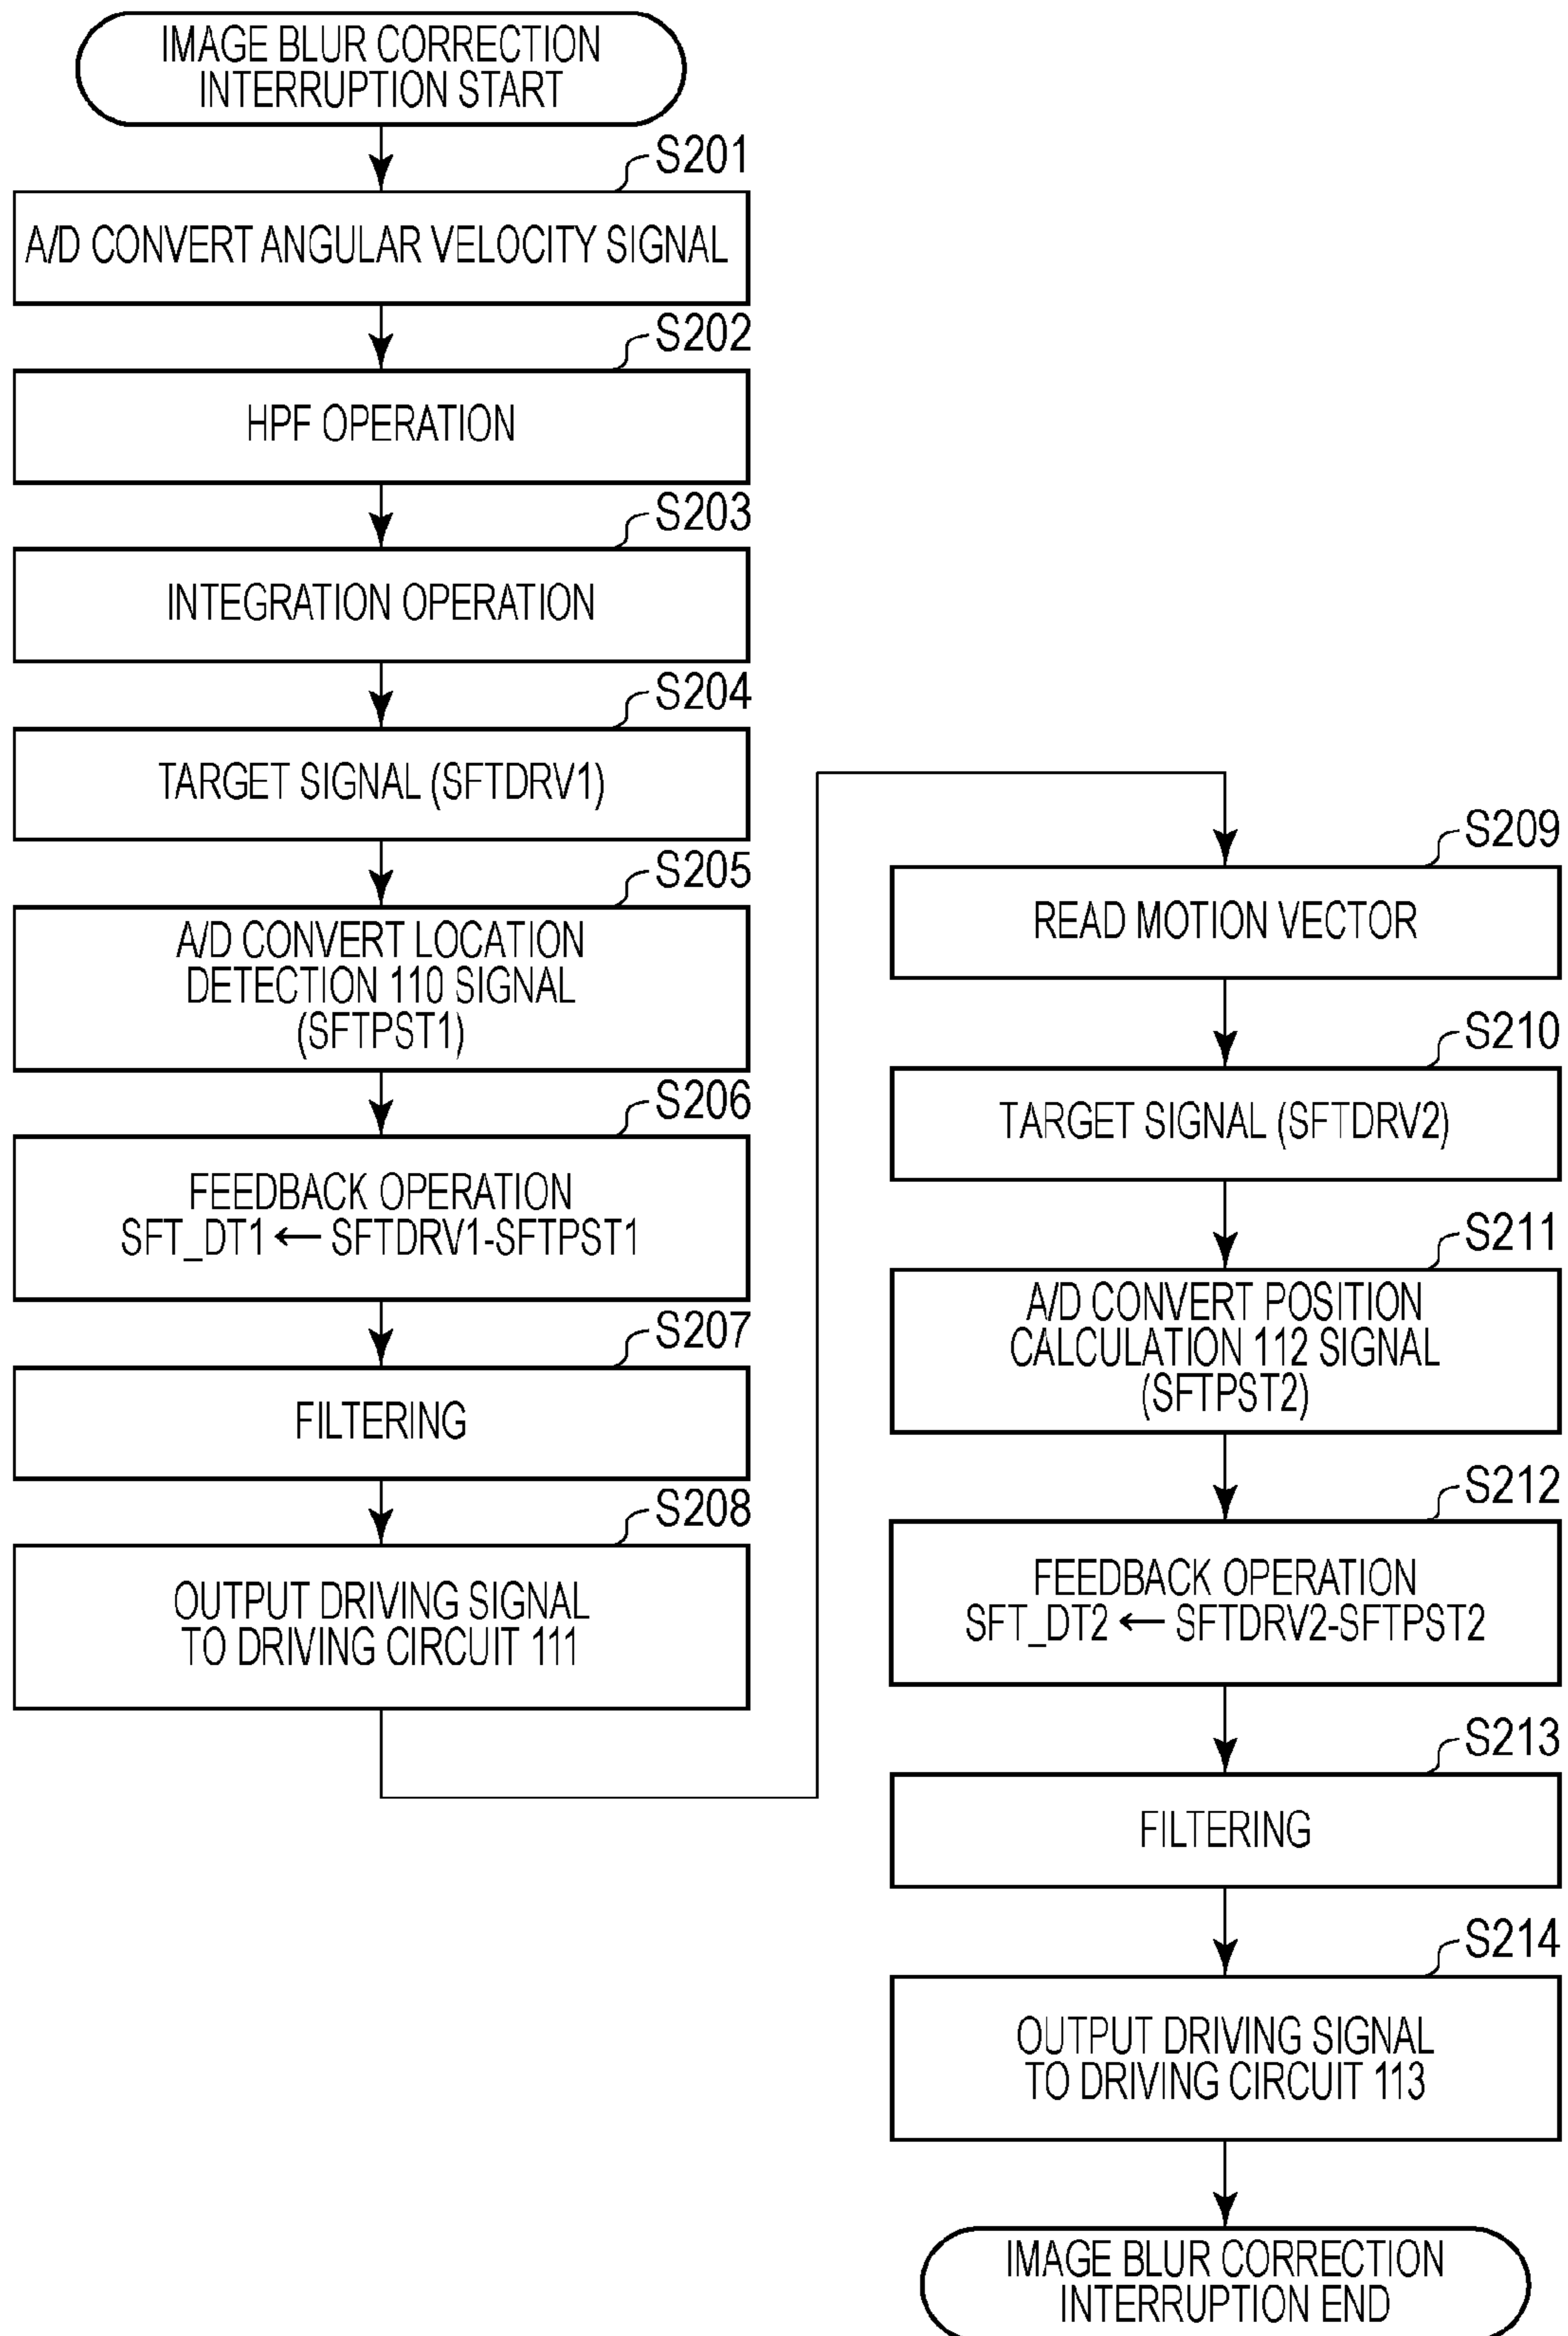 IMAGE BLUR CORRECTION
INTERRUPTION START
S201
A/D CONVERT ANGULAR VELOCITY SIGNAL
S202
HPF OPERATION
S203
INTEGRATION OPERATION
S204
TARGET SIGNAL (SFTDRV1)
S205
A/D CONVERT LOCATION
DETECTION 110 SIGNAL
(SFTPST1)
S206
FEEDBACK OPERATION
SFT_DT1 ← SFTDRV1-SFTPST1
S207
FILTERING
S208
OUTPUT DRIVING SIGNAL
TO DRIVING CIRCUIT 111
S209
READ MOTION VECTOR
S210
TARGET SIGNAL (SFTDRV2)
S211
A/D CONVERT POSITION
CALCULATION 112 SIGNAL
(SFTPST2)
S212
FEEDBACK OPERATION
SFT_DT2 ← SFTDRV2-SFTPST2
S213
FILTERING
S214
OUTPUT DRIVING SIGNAL
TO DRIVING CIRCUIT 113
IMAGE BLUR CORRECTION
INTERRUPTION END